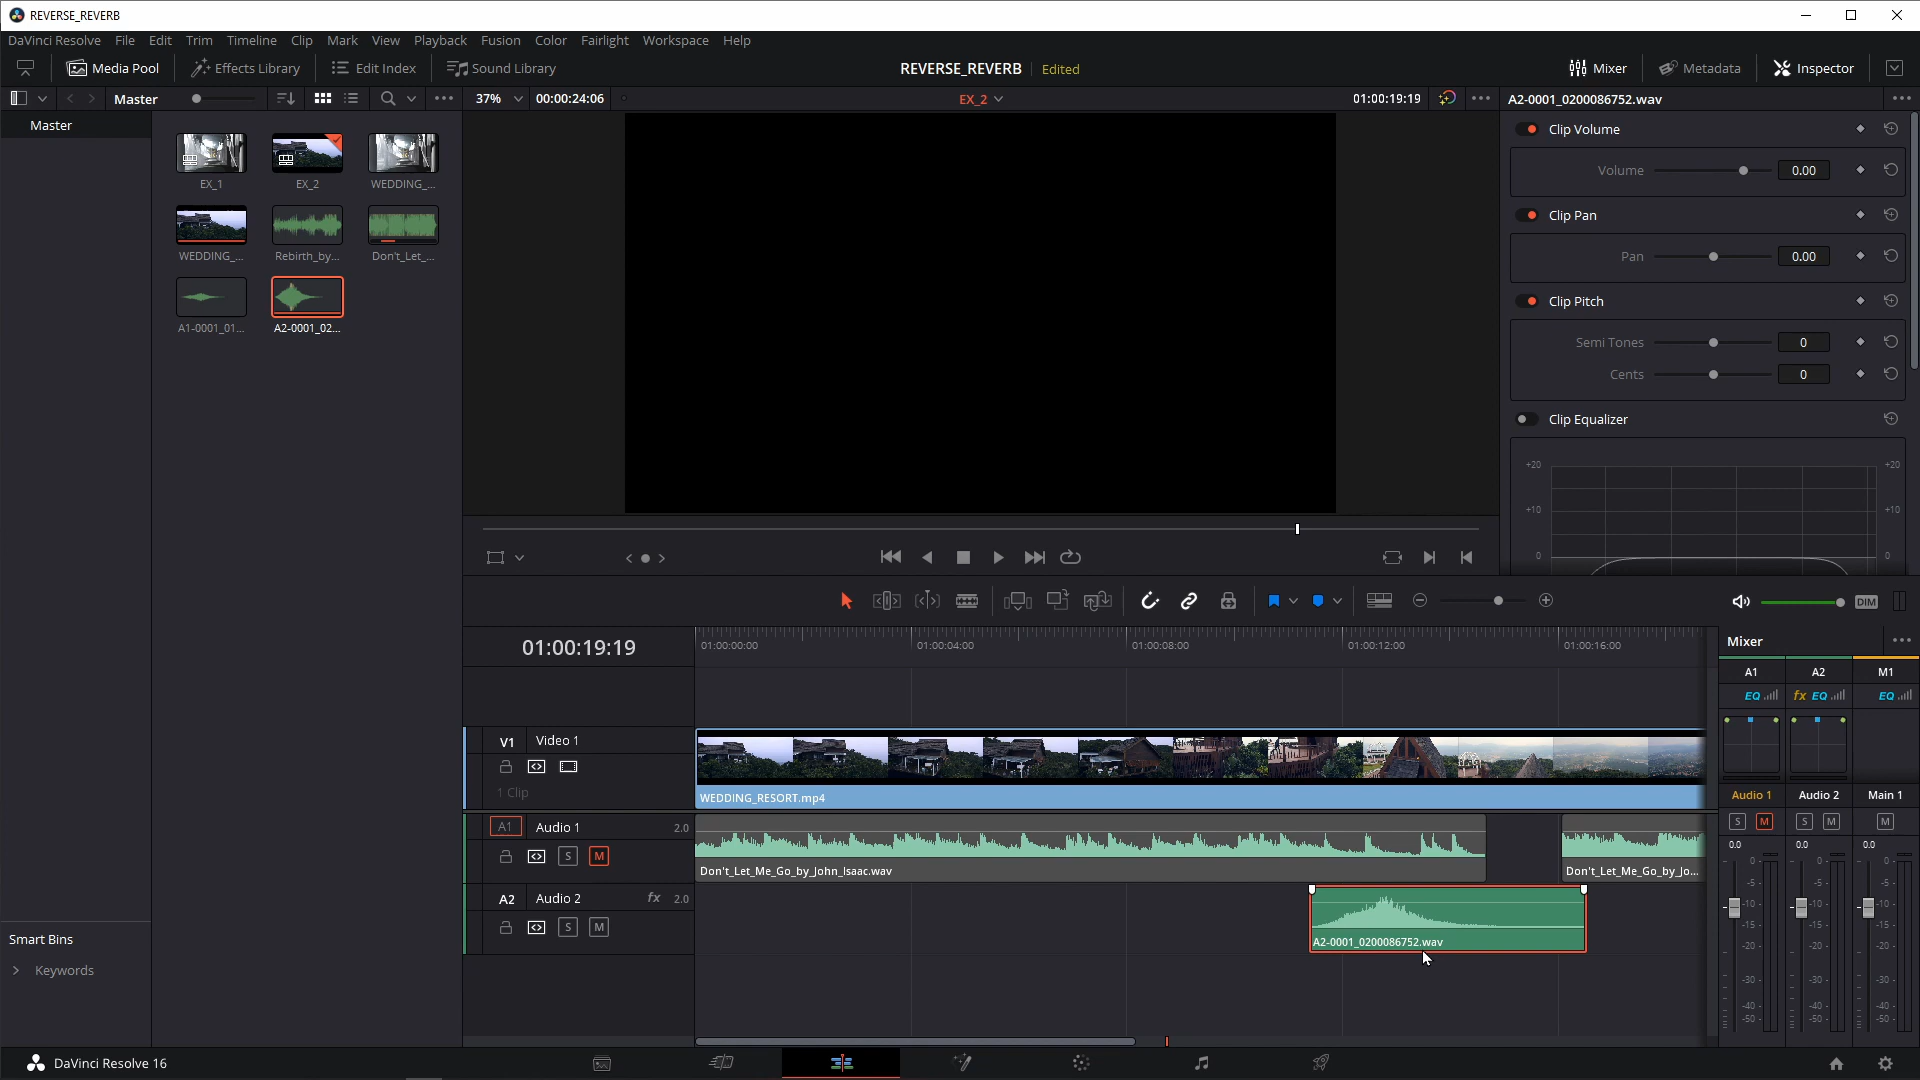 REVERSE_REVERB
DaVinci Resolve File Edit Trim Timeline Clip Mark View Playback Fusion Color Fairlight Workspace Help
Media Pool Effects Library Edit Index Sound Library REVERSE_REVERB Edited Mixer Metadata Inspector
Master 37% 00:00:24:06 EX_2 01:00:19:19 A2-0001_0200086752.wav
Master
EX_1 EX_2 WEDDING_...
WEDDING_... Rebirth_by... Don't_Let_...
A1-0001_01... A2-0001_02...
Clip Volume
Volume 0.00
Clip Pan
Pan 0.00
Clip Pitch
Semi Tones 0
Cents 0
Clip Equalizer
+20 +20
+10 +10
0 0
DIM
01:00:19:19 01:00:00:00 01:00:04:00 01:00:08:00 01:00:12:00 01:00:16:00
V1 Video 1
1 Clip
WEDDING_RESORT.mp4
A1 Audio 1 2.0
S M
Don't_Let_Me_Go_by_John_Isaac.wav Don't_Let_Me_Go_by_Jo...
A2 Audio 2 fx 2.0
S M
A2-0001_0200086752.wav
Mixer
A1 A2 M1
EQ fx EQ EQ
Audio 1 Audio 2 Main 1
S M S M M
0.0 0.0 0.0
0- 0- 0-
-5- -5- -5-
-10- -10- -10-
-15- -15- -15-
-20- -20- -20-
-30- -30- -30-
-40- -40- -40-
-50- -50- -50-
Smart Bins
Keywords
DaVinci Resolve 16